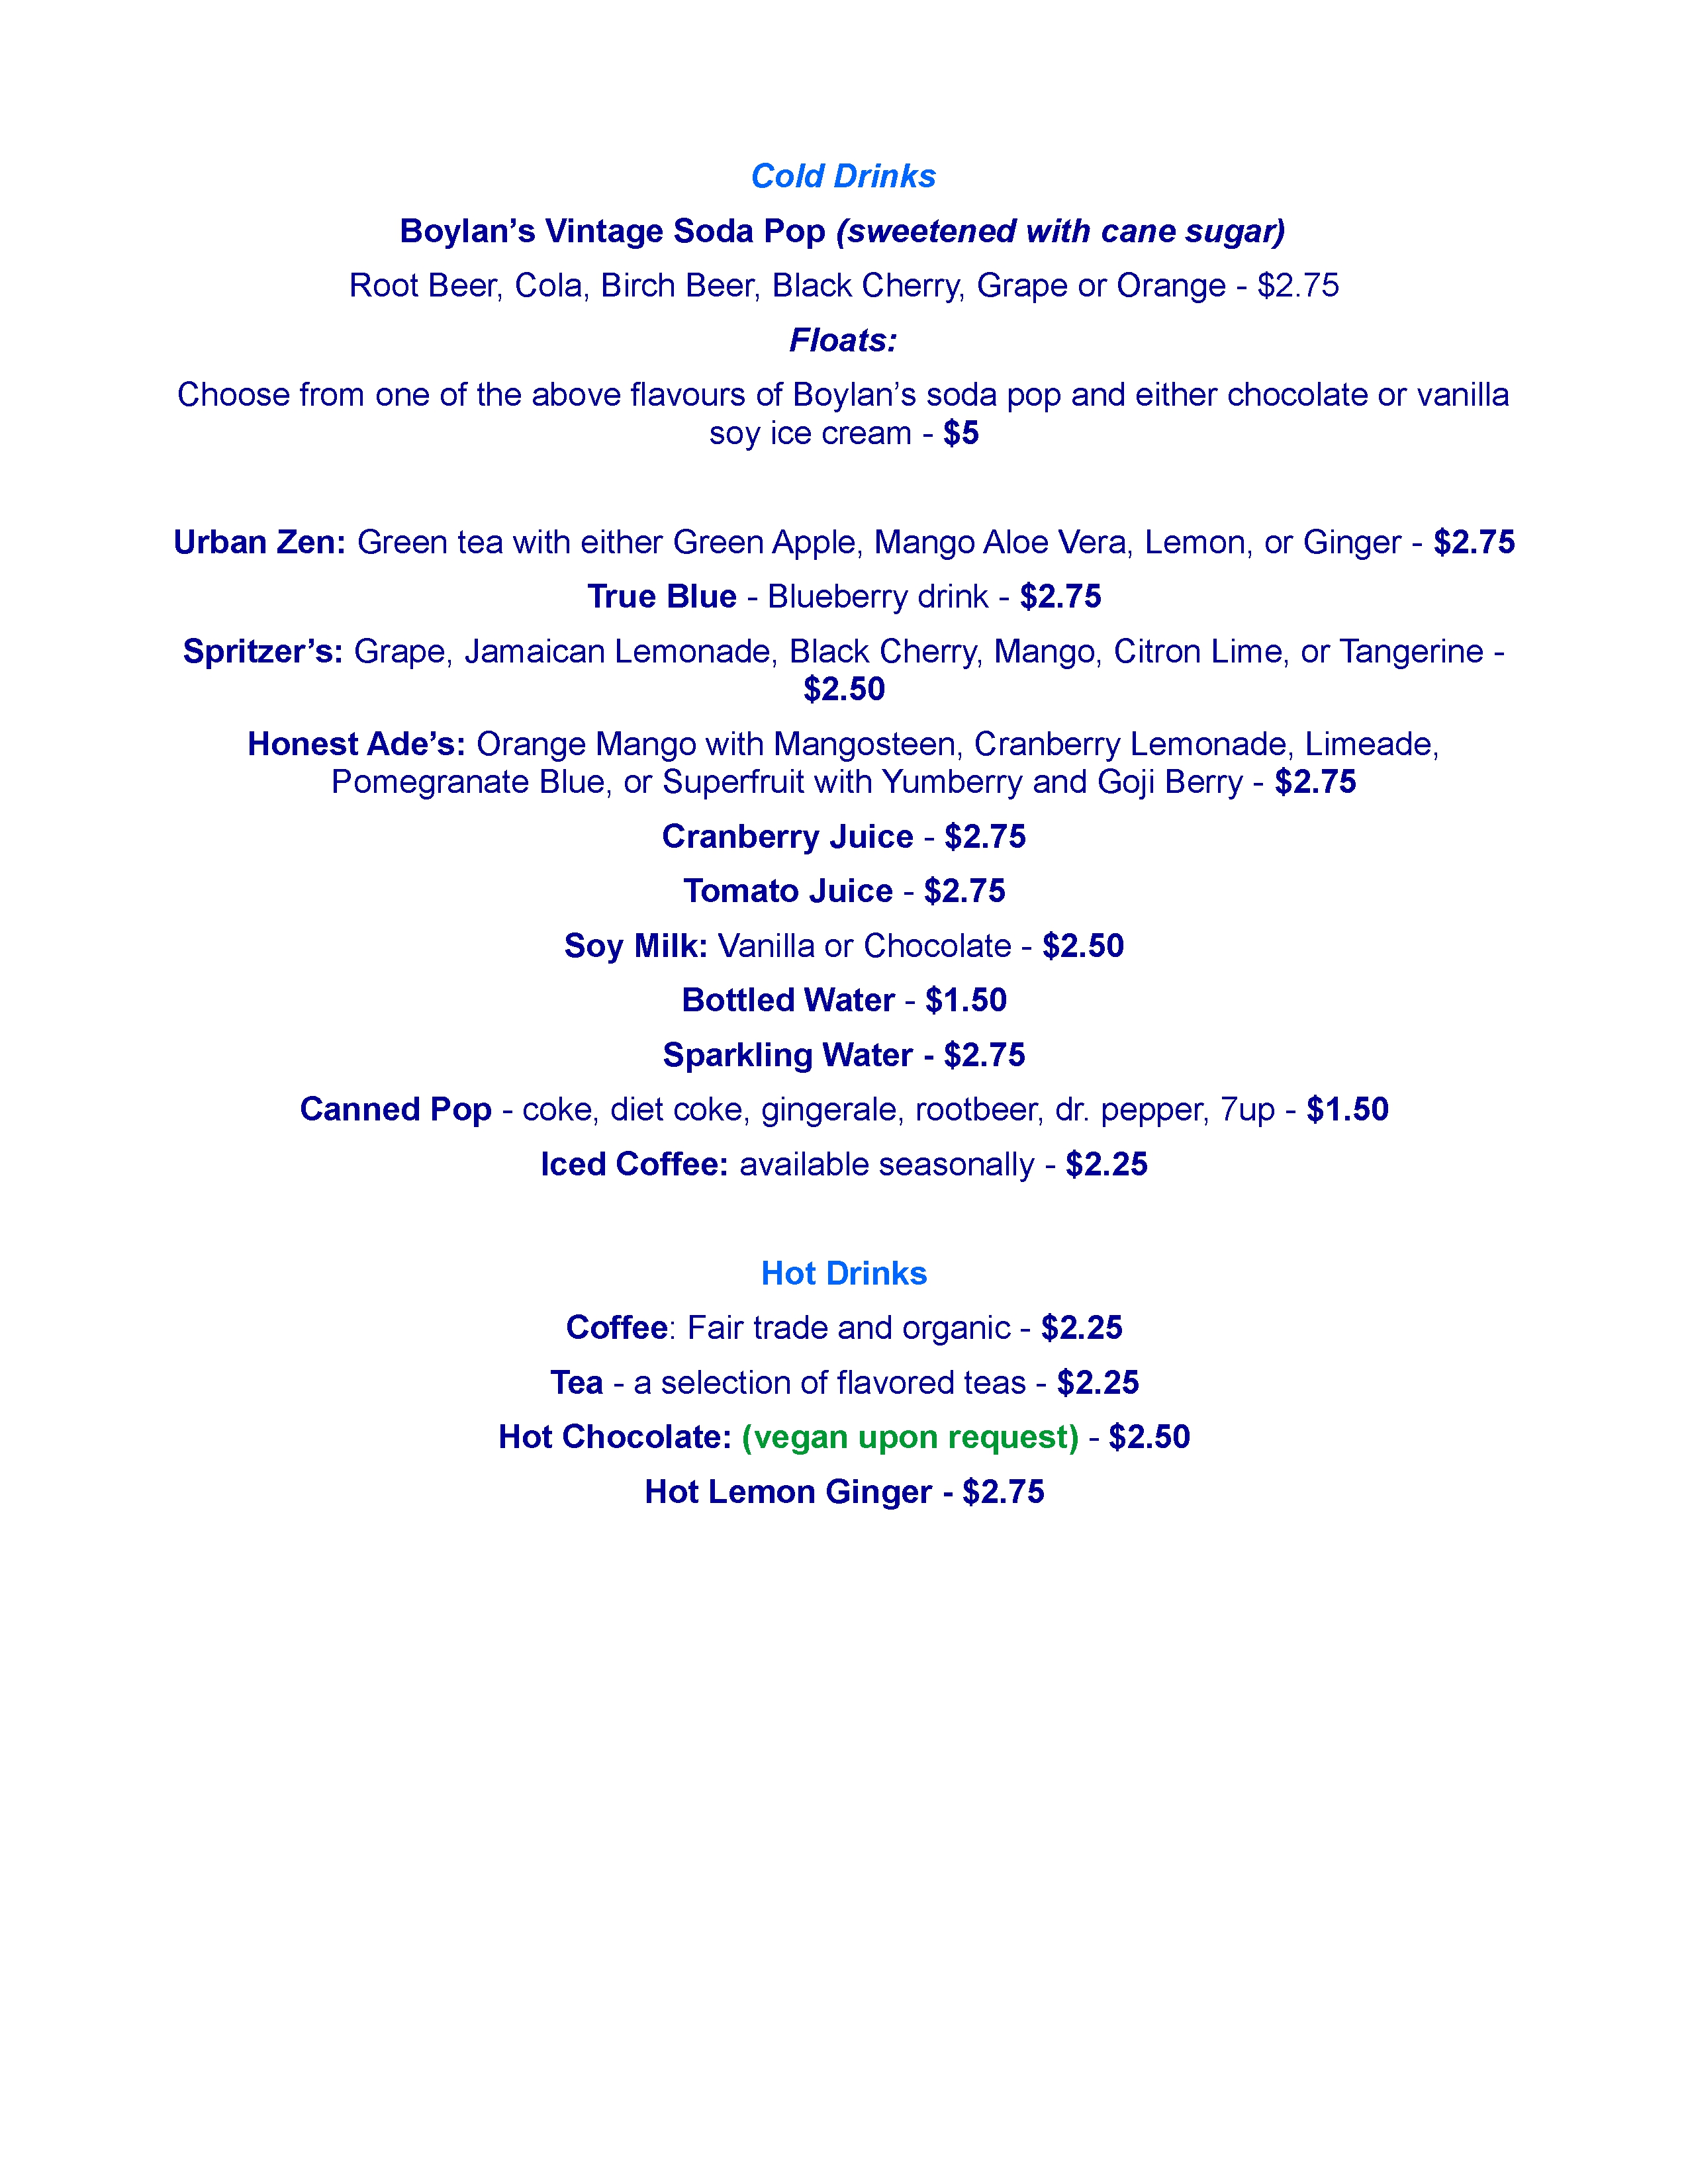 Cold Drinks
Boylan’s Vintage Soda Pop (sweetened with cane sugar)
Root Beer, Cola, Birch Beer, Black Cherry, Grape or Orange - $2.75
Floats:
Choose from one of the above flavours of Boylan’s soda pop and either chocolate or vanilla
soy ice cream - $5
Urban Zen: Green tea with either Green Apple, Mango Aloe Vera, Lemon, or Ginger - $2.75
True Blue - Blueberry drink - $2.75
Spritzer’s: Grape, Jamaican Lemonade, Black Cherry, Mango, Citron Lime, or Tangerine -
$2.50
Honest Ade’s: Orange Mango with Mangosteen, Cranberry Lemonade, Limeade,
Pomegranate Blue, or Superfruit with Yumberry and Goji Berry - $2.75
Cranberry Juice - $2.75
Tomato Juice - $2.75
Soy Milk: Vanilla or Chocolate - $2.50
Bottled Water - $1.50
Sparkling Water - $2.75
Canned Pop - coke, diet coke, gingerale, rootbeer, dr. pepper, 7up - $1.50
Iced Coffee: available seasonally - $2.25
Hot Drinks
Coffee: Fair trade and organic - $2.25
Tea - a selection of flavored teas - $2.25
Hot Chocolate: (vegan upon request) - $2.50
Hot Lemon Ginger - $2.75